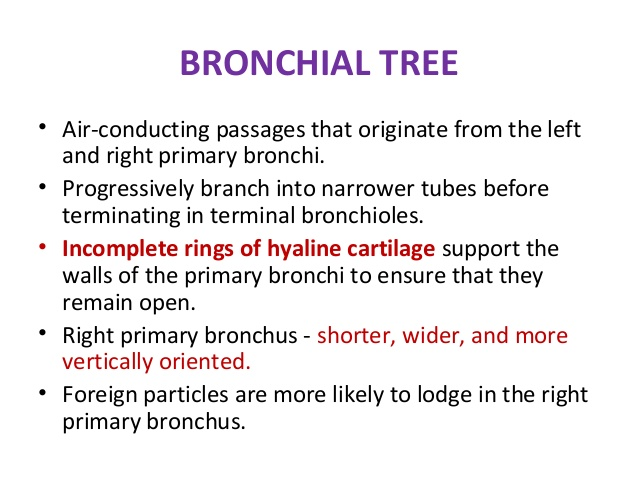 BRONCHIAL TREE
• Air-conducting passages that originate from the left
and right primary bronchi.
• Progressively branch into narrower tubes before
terminating in terminal bronchioles.
• Incomplete rings of hyaline cartilage support the
walls of the primary bronchi to ensure that they
remain open.
• Right primary bronchus - shorter, wider, and more
vertically oriented.
• Foreign particles are more likely to lodge in the right
primary bronchus.